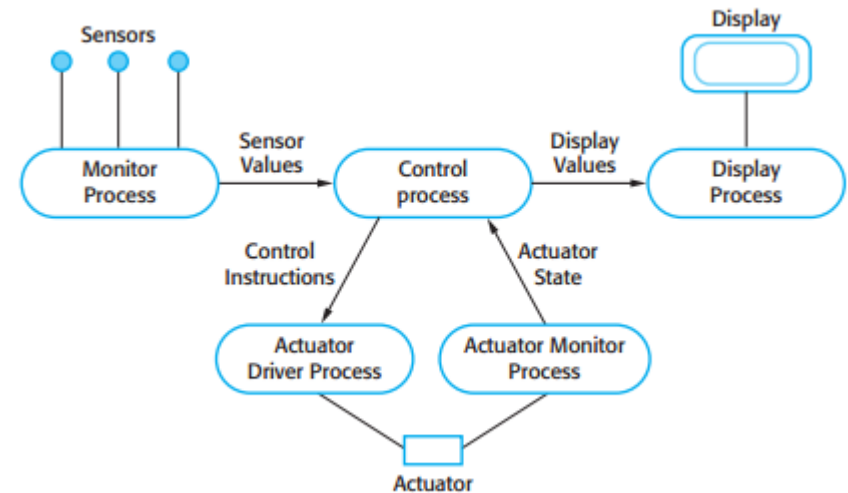 Display
Sensors
Sensor
Values
Display
Values
Monitor
Process
Control
process
Display
Process
Control
Instructions
Actuator
State
Actuator
Driver Process
Actuator Monitor
Process
Actuator